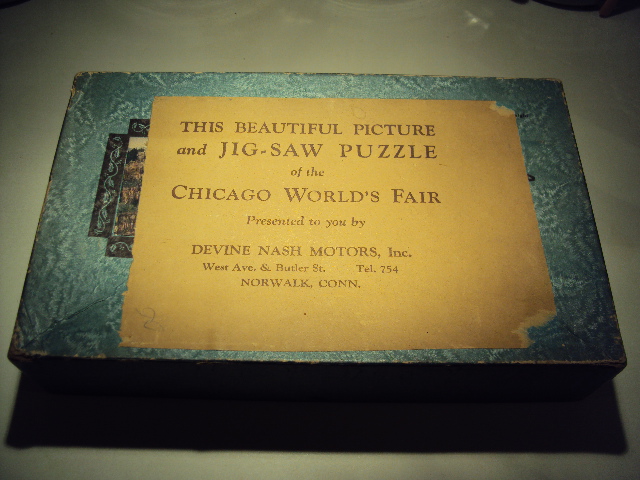 THIS BEAUTIFUL PICTURE
and JIG-SAW PUZZLE
of the
CHICAGO WORLD'S FAIR
Presented to you by
DEVINE NASH MOTORS, Inc.
West Ave. & Butler St. Tel. 754
NORWALK, CONN.